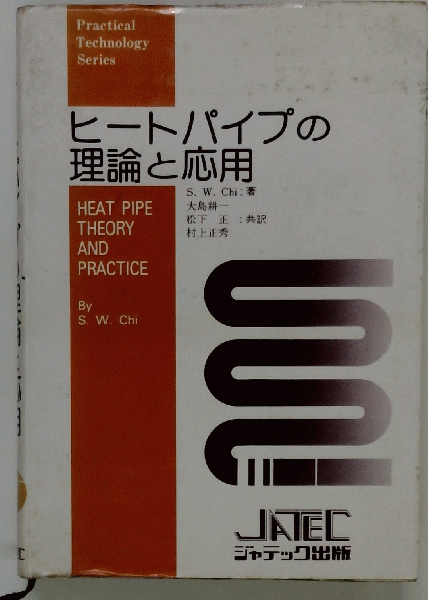 Practical
Technology
Series
ヒートパイプの
理論と応用
S. W. Chi : 著
大島耕一
松下 正 : 共訳
村上正秀
HEAT PIPE
THEORY
AND
PRACTICE
By
S. W. Chi
JATEC
ジャテック出版